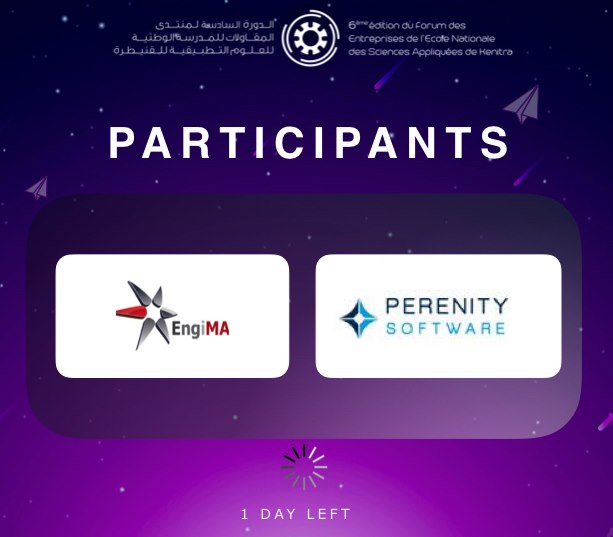 الدورة السادسة لمنتدى
المقاولات للمدرسة الوطنية
للعلوم التطبيقية للقنيطرة
6ème édition du Forum des
Entreprises de l'Ecole Nationale
des Sciences Appliquées de Kenitra
PARTICIPANTS
EngiMA
PERENITY
SOFTWARE
1 DAY LEFT